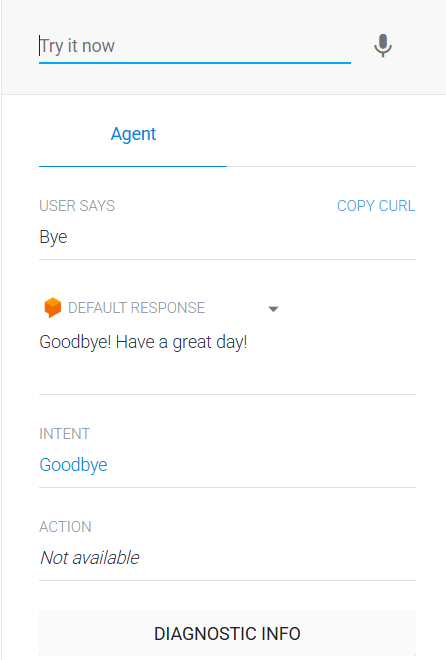 Try it now
Agent
USER SAYS COPY CURL
Bye
DEFAULT RESPONSE
Goodbye! Have a great day!
INTENT
Goodbye
ACTION
Not available
DIAGNOSTIC INFO